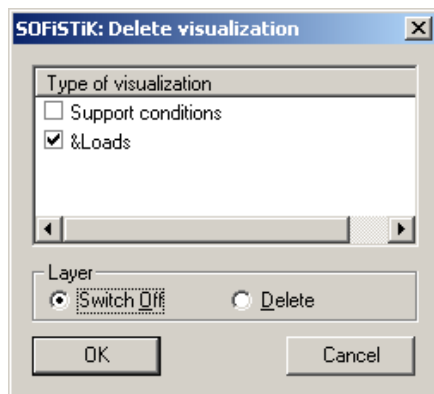 SOFiSTiK: Delete visualization
Type of visualization
Support conditions
&Loads
Layer
Switch Off
Delete
OK
Cancel